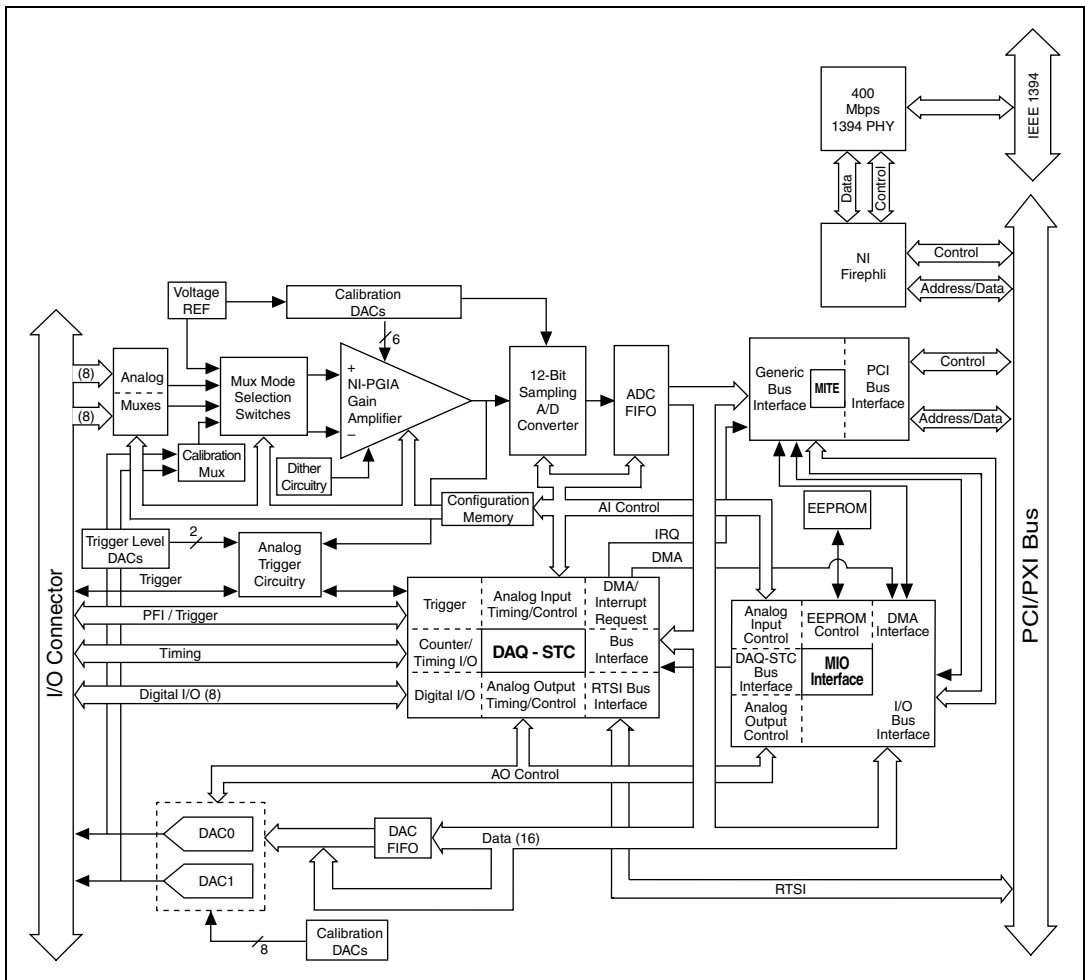 400
Mbps
1394 PHY
IEEE 1394
Data
Control
NI
Firephli
Control
Address/Data
Voltage
REF
Calibration
DACs
6
(8)
(8)
Analog
Muxes
Mux Mode
Selection
Switches
+
NI-PGIA
Gain
Amplifier
–
12-Bit
Sampling
A/D
Converter
ADC
FIFO
Generic
Bus
Interface
MITE
PCI
Bus
Interface
Control
Address/Data
Calibration
Mux
Dither
Circuitry
Configuration
Memory
AI Control
EEPROM
IRQ
DMA
Trigger Level
DACs
2
Analog
Trigger
Circuitry
Trigger
PFI / Trigger
Timing
Digital I/O (8)
I/O Connector
PCI/PXI Bus
Trigger
Analog Input
Timing/Control
DMA/
Interrupt
Request
Counter/
Timing I/O
DAQ - STC
Bus
Interface
Digital I/O
Analog Output
Timing/Control
RTSI Bus
Interface
Analog
Input
Control
EEPROM
Control
DMA
Interface
DAQ-STC
Bus
Interface
MIO
Interface
Analog
Output
Control
I/O
Bus
Interface
AO Control
DAC0
DAC1
DAC
FIFO
Data (16)
RTSI
8
Calibration
DACs